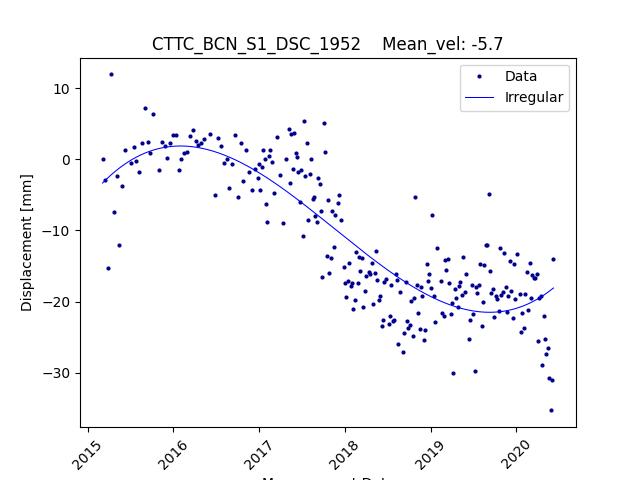 CTTC_BCN_S1_DSC_1952    Mean_vel: -5.7
Data
Irregular
Displacement [mm]
10
0
−10
−20
−30
2015
2016
2017
2018
2019
2020